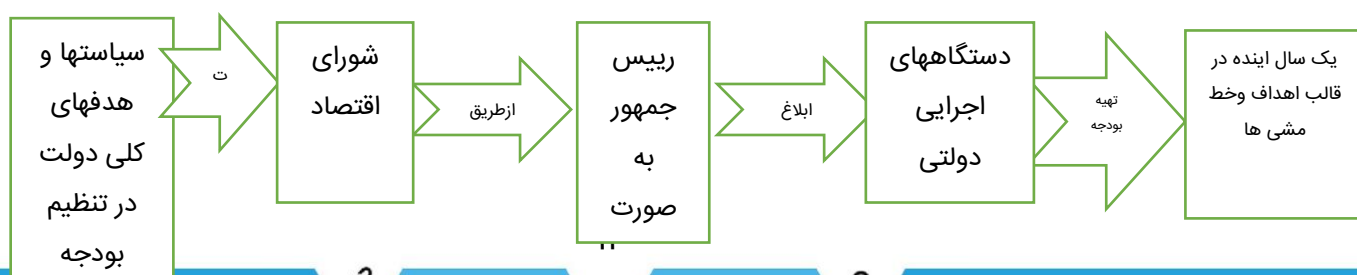 سیاستها و
هدفهای
کلی دولت
در تنظیم
بودجه
ت
شورای
اقتصاد
ازطریق
رییس
جمهور
به
صورت
ابلاغ
دستگاههای
اجرایی
دولتی
تهیه
بودجه
یک سال اینده در
قالب اهداف وخط
مشی ها